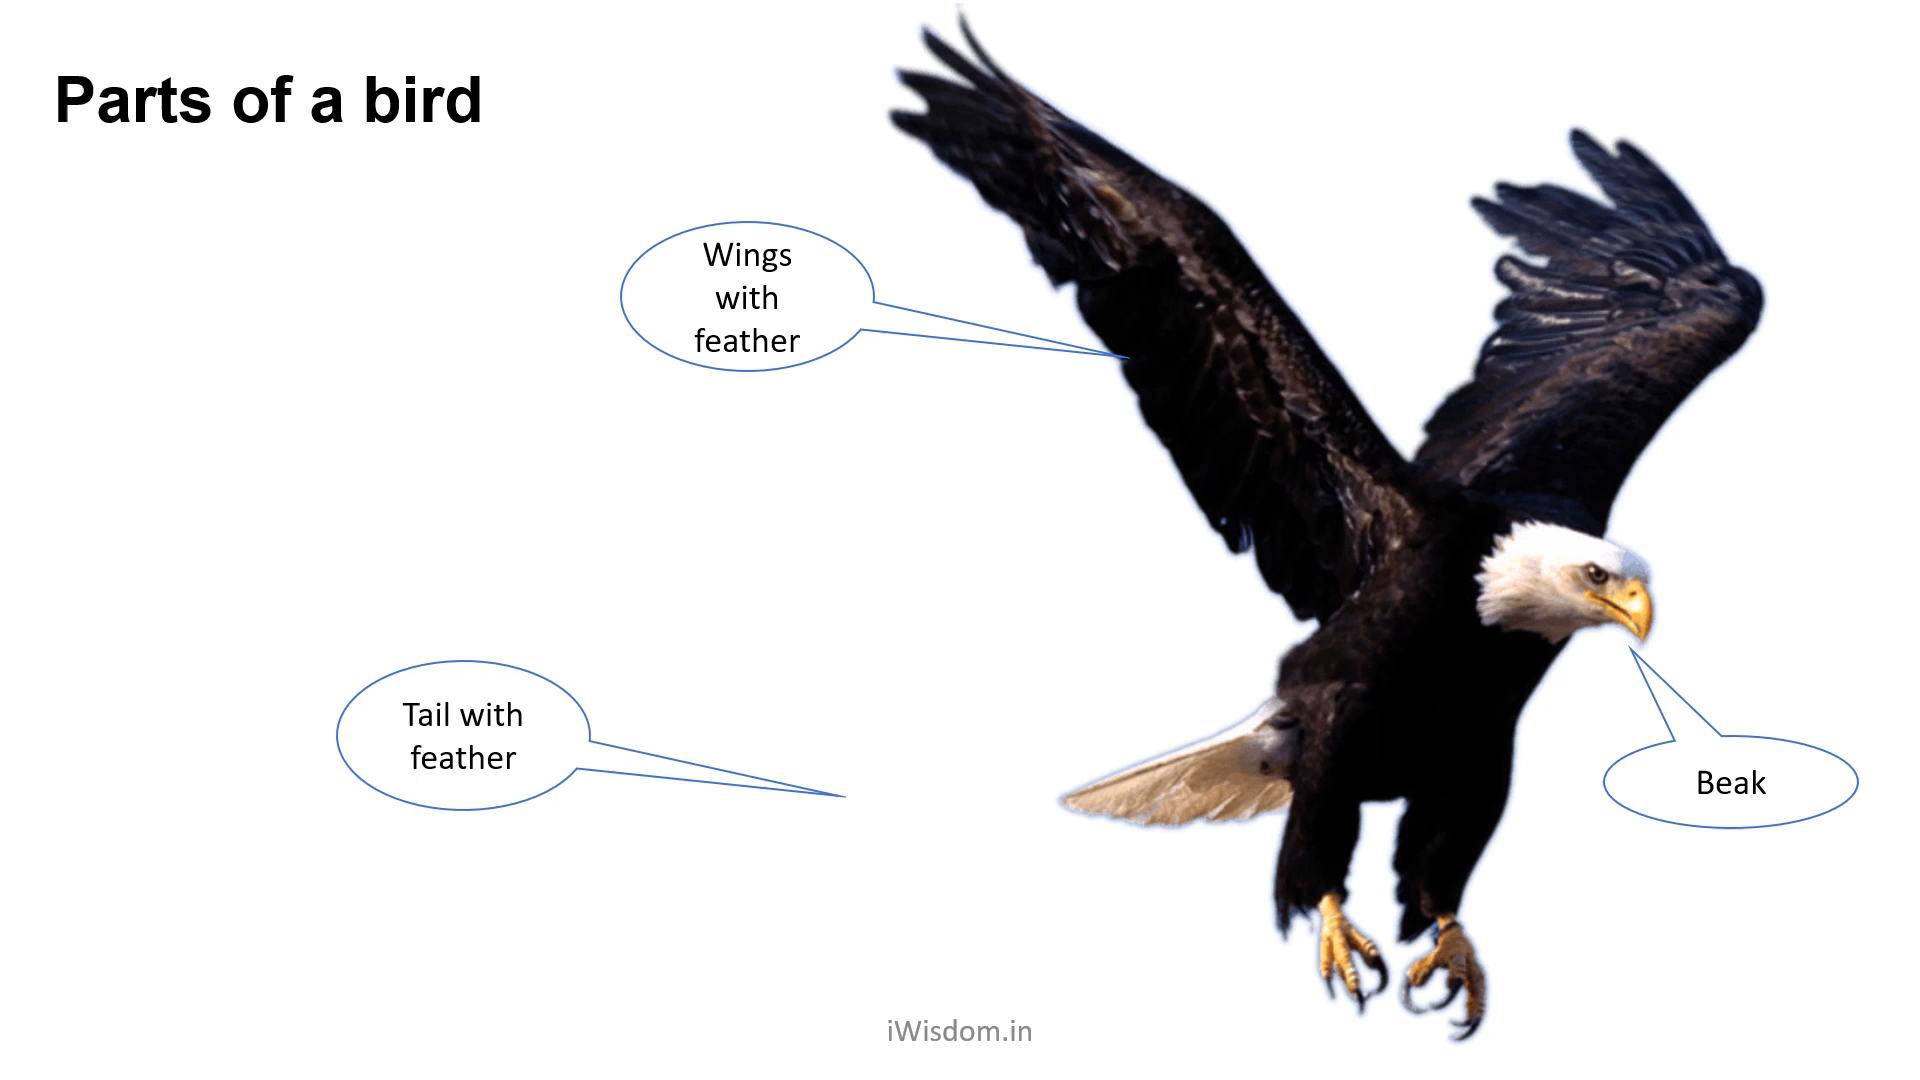 Parts of a bird
Wings
with
feather
Tail with
feather
Beak
iWisdom.in